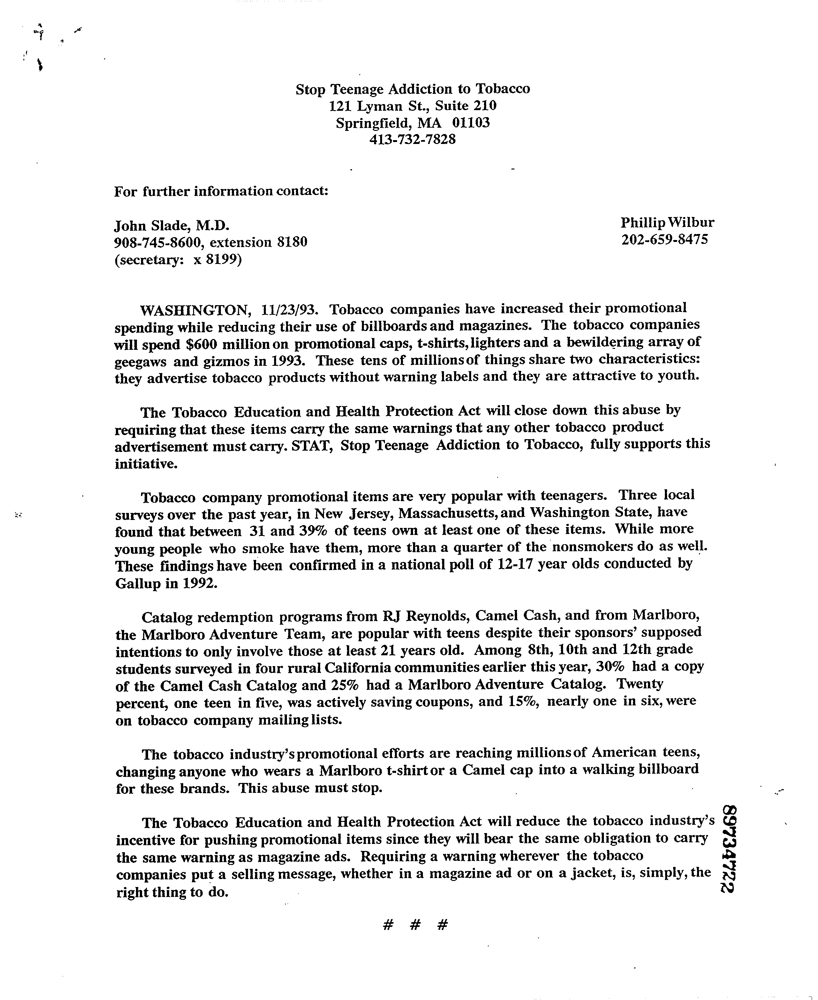 Stop Teenage Addiction to Tobacco
121 Lyman St., Suite 210
Springfield, MA 01103
413-732-7828
For further information contact:
John Slade, M.D.
908-745-8600, extension 8180
(secretary: x 8199)
Phillip Wilbur
202-659-8475
WASHINGTON, 11/23/93. Tobacco companies have increased their promotional
spending while reducing their use of billboards and magazines. The tobacco companies
will spend $600 million on promotional caps, t-shirts, lighters and a bewildering array of
geegaws and gizmos in 1993. These tens of millions of things share two characteristics:
they advertise tobacco products without warning labels and they are attractive to youth.
The Tobacco Education and Health Protection Act will close down this abuse by
requiring that these items carry the same warnings that any other tobacco product
advertisement must carry. STAT, Stop Teenage Addiction to Tobacco, fully supports this
initiative.
Tobacco company promotional items are very popular with teenagers. Three local
surveys over the past year, in New Jersey, Massachusetts, and Washington State, have
found that between 31 and 39% of teens own at least one of these items. While more
young people who smoke have them, more than a quarter of the nonsmokers do as well.
These findings have been confirmed in a national poll of 12-17 year olds conducted by
Gallup in 1992.
Catalog redemption programs from RJ Reynolds, Camel Cash, and from Marlboro,
the Marlboro Adventure Team, are popular with teens despite their sponsors' supposed
intentions to only involve those at least 21 years old. Among 8th, 10th and 12th grade
students surveyed in four rural California communities earlier this year, 30% had a copy
of the Camel Cash Catalog and 25% had a Marlboro Adventure Catalog. Twenty
percent, one teen in five, was actively saving coupons, and 15%, nearly one in six, were
on tobacco company mailing lists.
The tobacco industry's promotional efforts are reaching millions of American teens,
changing anyone who wears a Marlboro t-shirt or a Camel cap into a walking billboard
for these brands. This abuse must stop.
The Tobacco Education and Health Protection Act will reduce the tobacco industry's
incentive for pushing promotional items since they will bear the same obligation to carry
the same warning as magazine ads. Requiring a warning wherever the tobacco
companies put a selling message, whether in a magazine ad or on a jacket, is, simply, the
right thing to do.
# # #
89734722